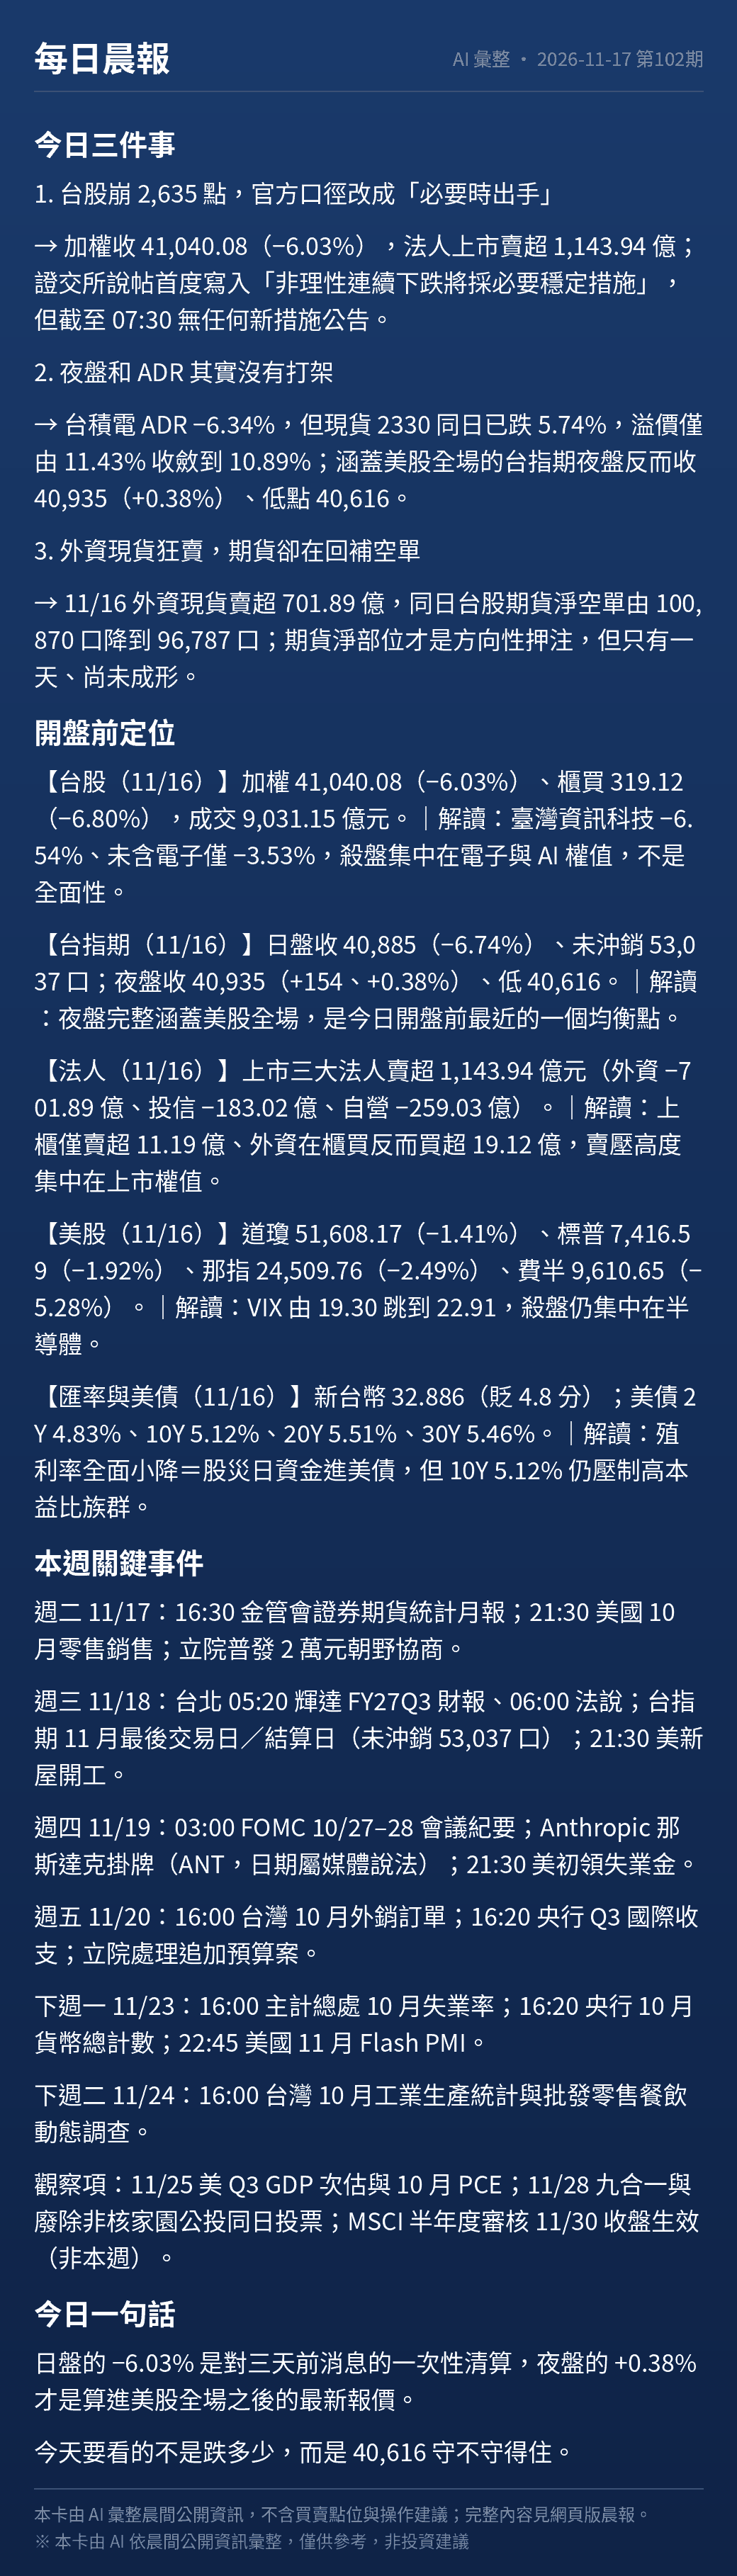 每日晨報
AI 彙整 ・ 2026-11-17 第102期
今日三件事
1. 台股崩 2,635 點，官方口徑改成「必要時出手」
→ 加權收 41,040.08（−6.03%），法人上市賣超 1,143.94 億；
證交所說帖首度寫入「非理性連續下跌將採必要穩定措施」，
但截至 07:30 無任何新措施公告。
2. 夜盤和 ADR 其實沒有打架
→ 台積電 ADR −6.34%，但現貨 2330 同日已跌 5.74%，溢價僅
由 11.43% 收斂到 10.89%；涵蓋美股全場的台指期夜盤反而收
40,935（+0.38%）、低點 40,616。
3. 外資現貨狂賣，期貨卻在回補空單
→ 11/16 外資現貨賣超 701.89 億，同日台股期貨淨空單由 100,
870 口降到 96,787 口；期貨淨部位才是方向性押注，但只有一
天、尚未成形。
開盤前定位
【台股（11/16）】加權 41,040.08（−6.03%）、櫃買 319.12
（−6.80%），成交 9,031.15 億元。｜解讀：臺灣資訊科技 −6.
54%、未含電子僅 −3.53%，殺盤集中在電子與 AI 權值，不是
全面性。
【台指期（11/16）】日盤收 40,885（−6.74%）、未沖銷 53,0
37 口；夜盤收 40,935（+154、+0.38%）、低 40,616。｜解讀
：夜盤完整涵蓋美股全場，是今日開盤前最近的一個均衡點。
【法人（11/16）】上市三大法人賣超 1,143.94 億元（外資 −7
01.89 億、投信 −183.02 億、自營 −259.03 億）。｜解讀：上
櫃僅賣超 11.19 億、外資在櫃買反而買超 19.12 億，賣壓高度
集中在上市權值。
【美股（11/16）】道瓊 51,608.17（−1.41%）、標普 7,416.5
9（−1.92%）、那指 24,509.76（−2.49%）、費半 9,610.65（−
5.28%）。｜解讀：VIX 由 19.30 跳到 22.91，殺盤仍集中在半
導體。
【匯率與美債（11/16）】新台幣 32.886（貶 4.8 分）；美債 2
Y 4.83%、10Y 5.12%、20Y 5.51%、30Y 5.46%。｜解讀：殖
利率全面小降＝股災日資金進美債，但 10Y 5.12% 仍壓制高本
益比族群。
本週關鍵事件
週二 11/17：16:30 金管會證券期貨統計月報；21:30 美國 10
月零售銷售；立院普發 2 萬元朝野協商。
週三 11/18：台北 05:20 輝達 FY27Q3 財報、06:00 法說；台指
期 11 月最後交易日／結算日（未沖銷 53,037 口）；21:30 美新
屋開工。
週四 11/19：03:00 FOMC 10/27–28 會議紀要；Anthropic 那
斯達克掛牌（ANT，日期屬媒體說法）；21:30 美初領失業金。
週五 11/20：16:00 台灣 10 月外銷訂單；16:20 央行 Q3 國際收
支；立院處理追加預算案。
下週一 11/23：16:00 主計總處 10 月失業率；16:20 央行 10 月
貨幣總計數；22:45 美國 11 月 Flash PMI。
下週二 11/24：16:00 台灣 10 月工業生產統計與批發零售餐飲
動態調查。
觀察項：11/25 美 Q3 GDP 次估與 10 月 PCE；11/28 九合一與
廢除非核家園公投同日投票；MSCI 半年度審核 11/30 收盤生效
（非本週）。
今日一句話
日盤的 −6.03% 是對三天前消息的一次性清算，夜盤的 +0.38%
才是算進美股全場之後的最新報價。
今天要看的不是跌多少，而是 40,616 守不守得住。
本卡由 AI 彙整晨間公開資訊，不含買賣點位與操作建議；完整內容見網頁版晨報。
※ 本卡由 AI 依晨間公開資訊彙整，僅供參考，非投資建議